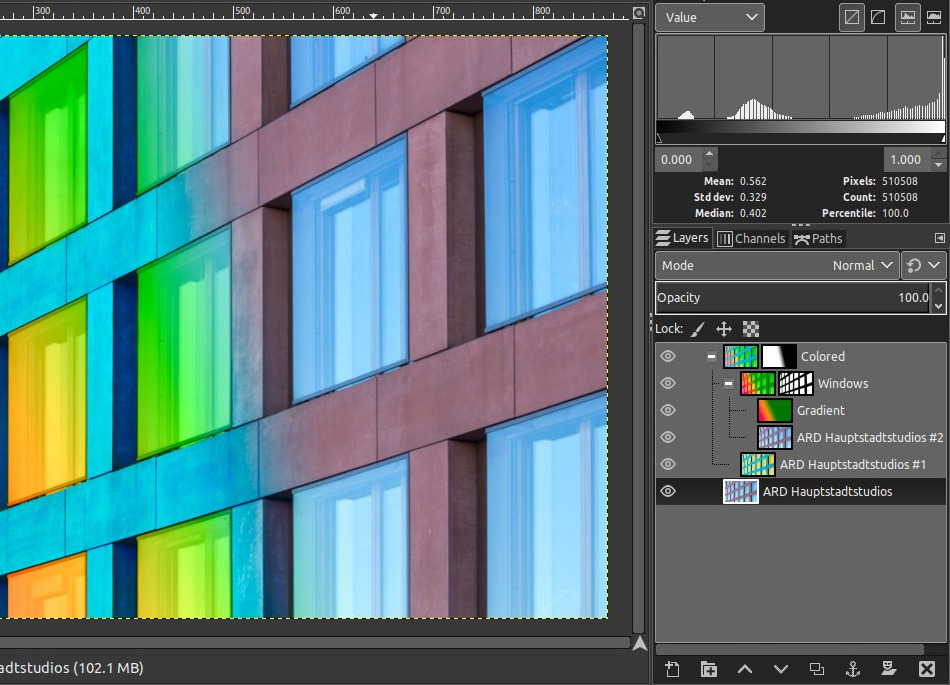 300 400 500 600 700 800
Value
0.000 1.000
Mean: 0.562 Pixels: 510508
Std dev: 0.329 Count: 510508
Median: 0.402 Percentile: 100.0
Layers Channels Paths
Mode Normal
Opacity 100.0
Lock:
Colored
Windows
Gradient
ARD Hauptstadtstudios #2
ARD Hauptstadtstudios #1
ARD Hauptstadtstudios
adtstudios (102.1 MB)